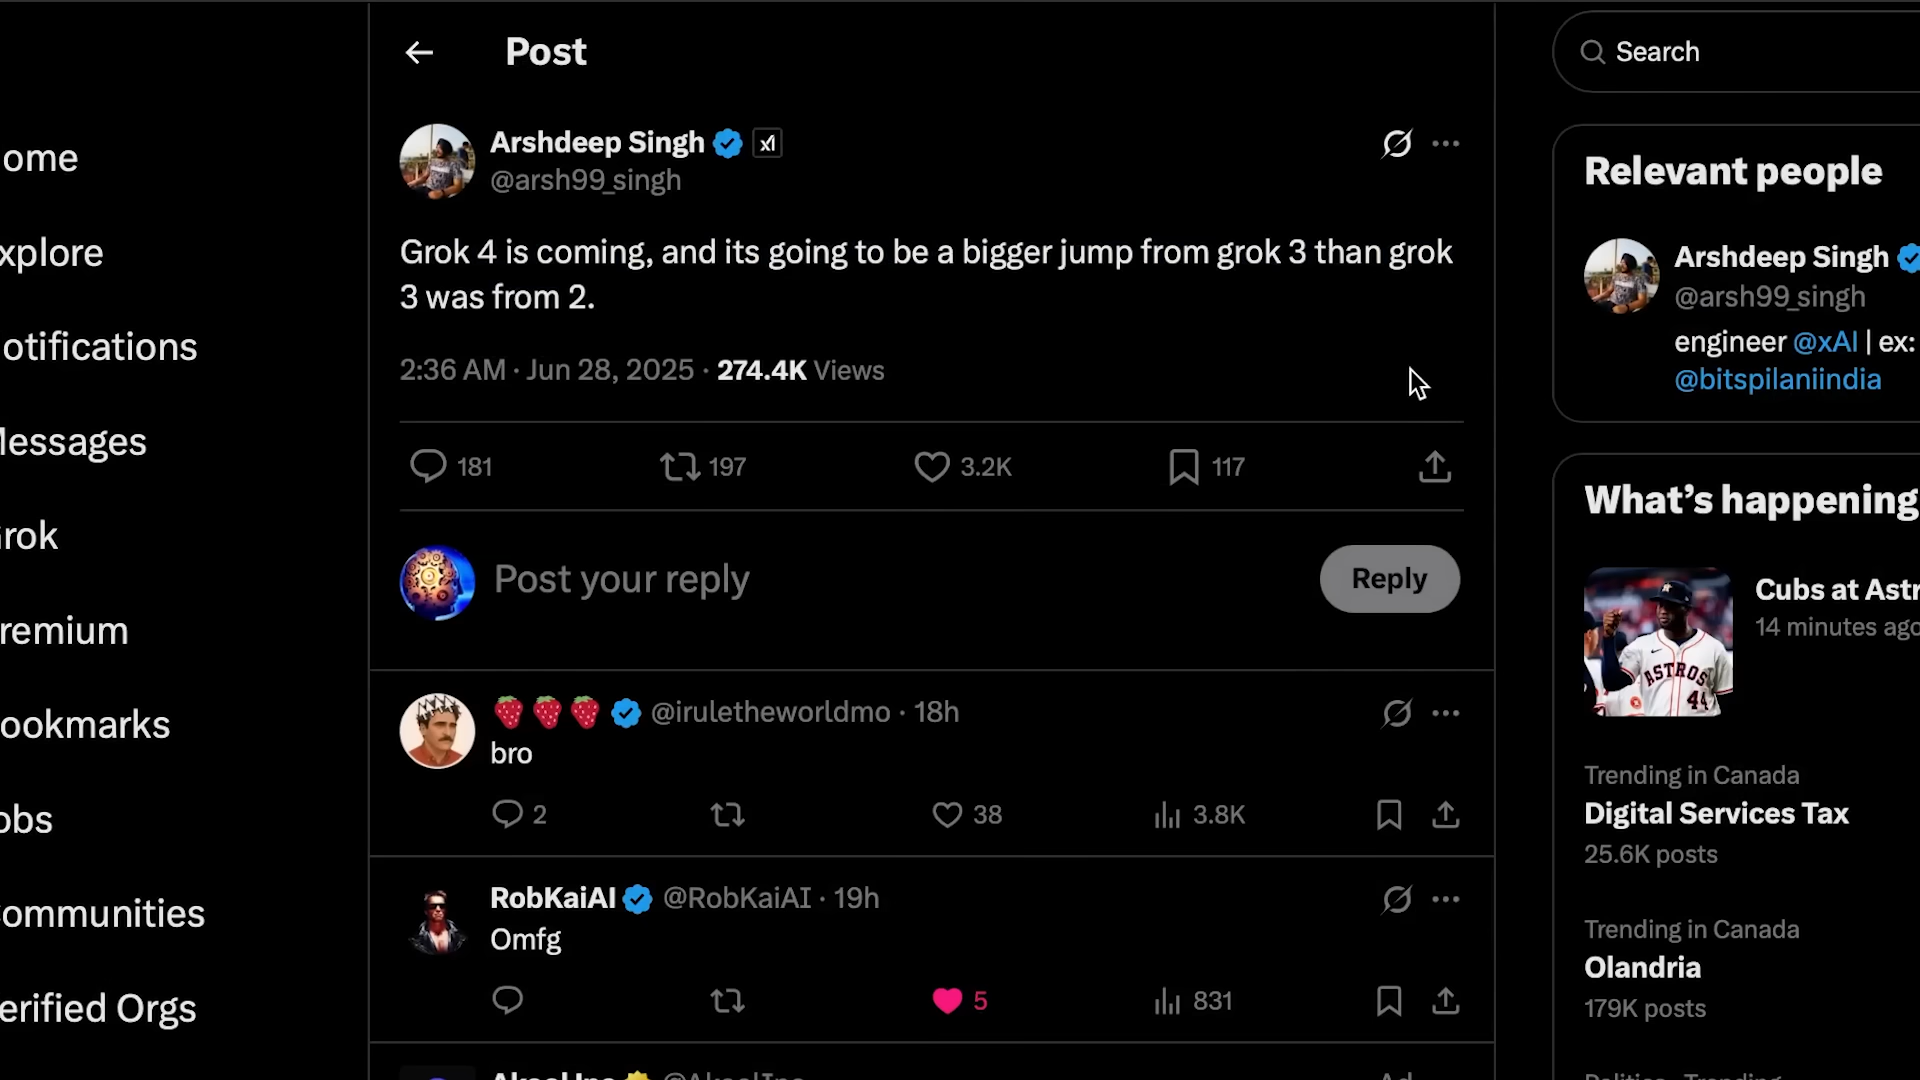 ome
xplore
otifications
Messages
Grok
remium
ookmarks
obs
ommunities
erified Orgs
Post
Arshdeep Singh
@arsh99_singh
Grok 4 is coming, and its going to be a bigger jump from grok 3 than grok
3 was from 2.
2:36 AM · Jun 28, 2025 · 274.4K Views
181 197 3.2K 117
Post your reply
Reply
🍓🍓🍓 @iruletheworldmo · 18h
bro
2 38 3.8K
RobKaiAI @RobKaiAI · 19h
Omfg
5 831
Search
Relevant people
Arshdeep Singh
@arsh99_singh
engineer @xAI | ex:
@bitspilaniindia
What's happening
ASTROS
44
Cubs at Astr
14 minutes ago
Trending in Canada
Digital Services Tax
25.6K posts
Trending in Canada
Olandria
179K posts